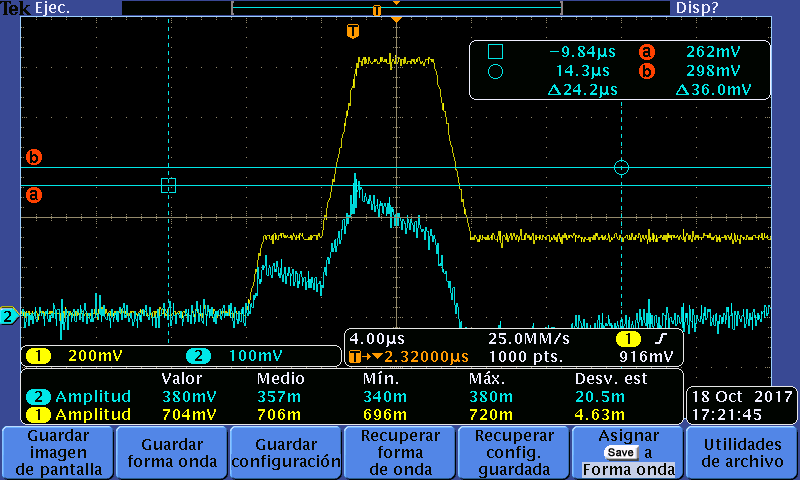 Tek Ejec. T Disp?
T
−9.84µs a 262mV
14.3µs b 298mV
Δ24.2µs Δ36.0mV
b
a
2
4.00µs 25.0MM/s 1
1 200mV 2 100mV T→▼2.32000µs 1000 pts. 916mV
Valor Medio Mín. Máx. Desv. est
2 Amplitud 380mV 357m 340m 380m 20.5m
1 Amplitud 704mV 706m 696m 720m 4.63m
18 Oct 2017
17:21:45
Guardar
imagen
de pantalla
Guardar
forma onda
Guardar
configuración
Recuperar
forma
de onda
Recuperar
config.
guardada
Asignar
Save a
Forma onda
Utilidades
de archivo